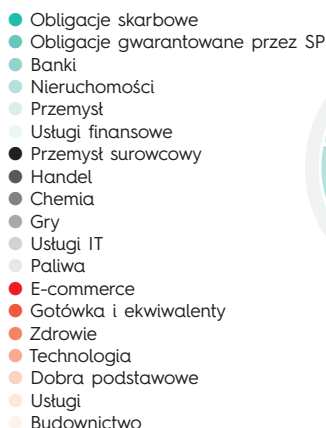 Obligacje skarbowe
Obligacje gwarantowane przez SP
Banki
Nieruchomości
Przemysł
Usługi finansowe
Przemysł surowcowy
Handel
Chemia
Gry
Usługi IT
Paliwa
E-commerce
Gotówka i ekwiwalenty
Zdrowie
Technologia
Dobra podstawowe
Usługi
Budownictwo